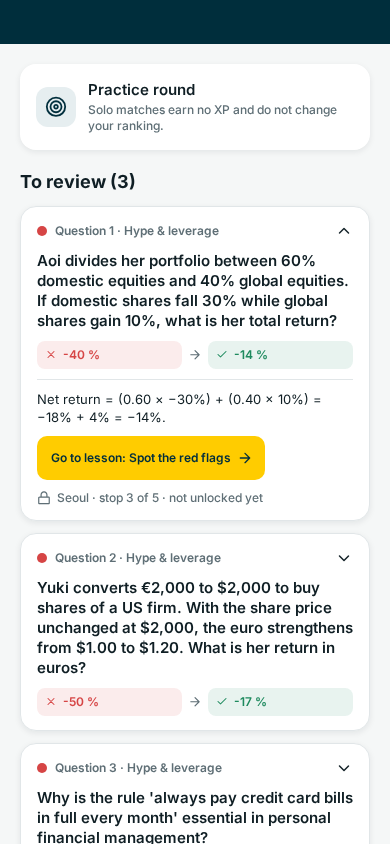 Practice round
Solo matches earn no XP and do not change
your ranking.
To review (3)
Question 1 · Hype & leverage
Aoi divides her portfolio between 60%
domestic equities and 40% global equities.
If domestic shares fall 30% while global
shares gain 10%, what is her total return?
-40 %
-14 %
Net return = (0.60 × −30%) + (0.40 × 10%) =
−18% + 4% = −14%.
Go to lesson: Spot the red flags
Seoul · stop 3 of 5 · not unlocked yet
Question 2 · Hype & leverage
Yuki converts €2,000 to $2,000 to buy
shares of a US firm. With the share price
unchanged at $2,000, the euro strengthens
from $1.00 to $1.20. What is her return in
euros?
-50 %
-17 %
Question 3 · Hype & leverage
Why is the rule 'always pay credit card bills
in full every month' essential in personal
financial management?